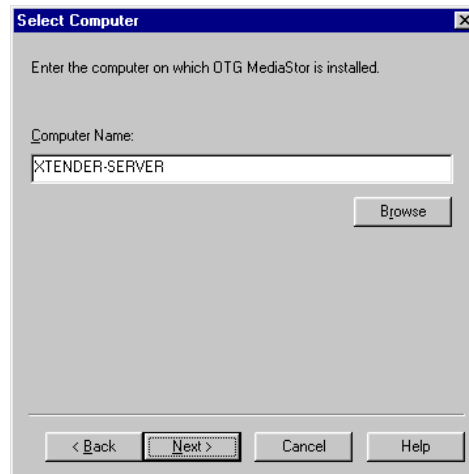 Select Computer
Enter the computer on which OTG MediaStor is installed.
Computer Name:
XTENDER-SERVER
Browse
< Back
Next >
Cancel
Help